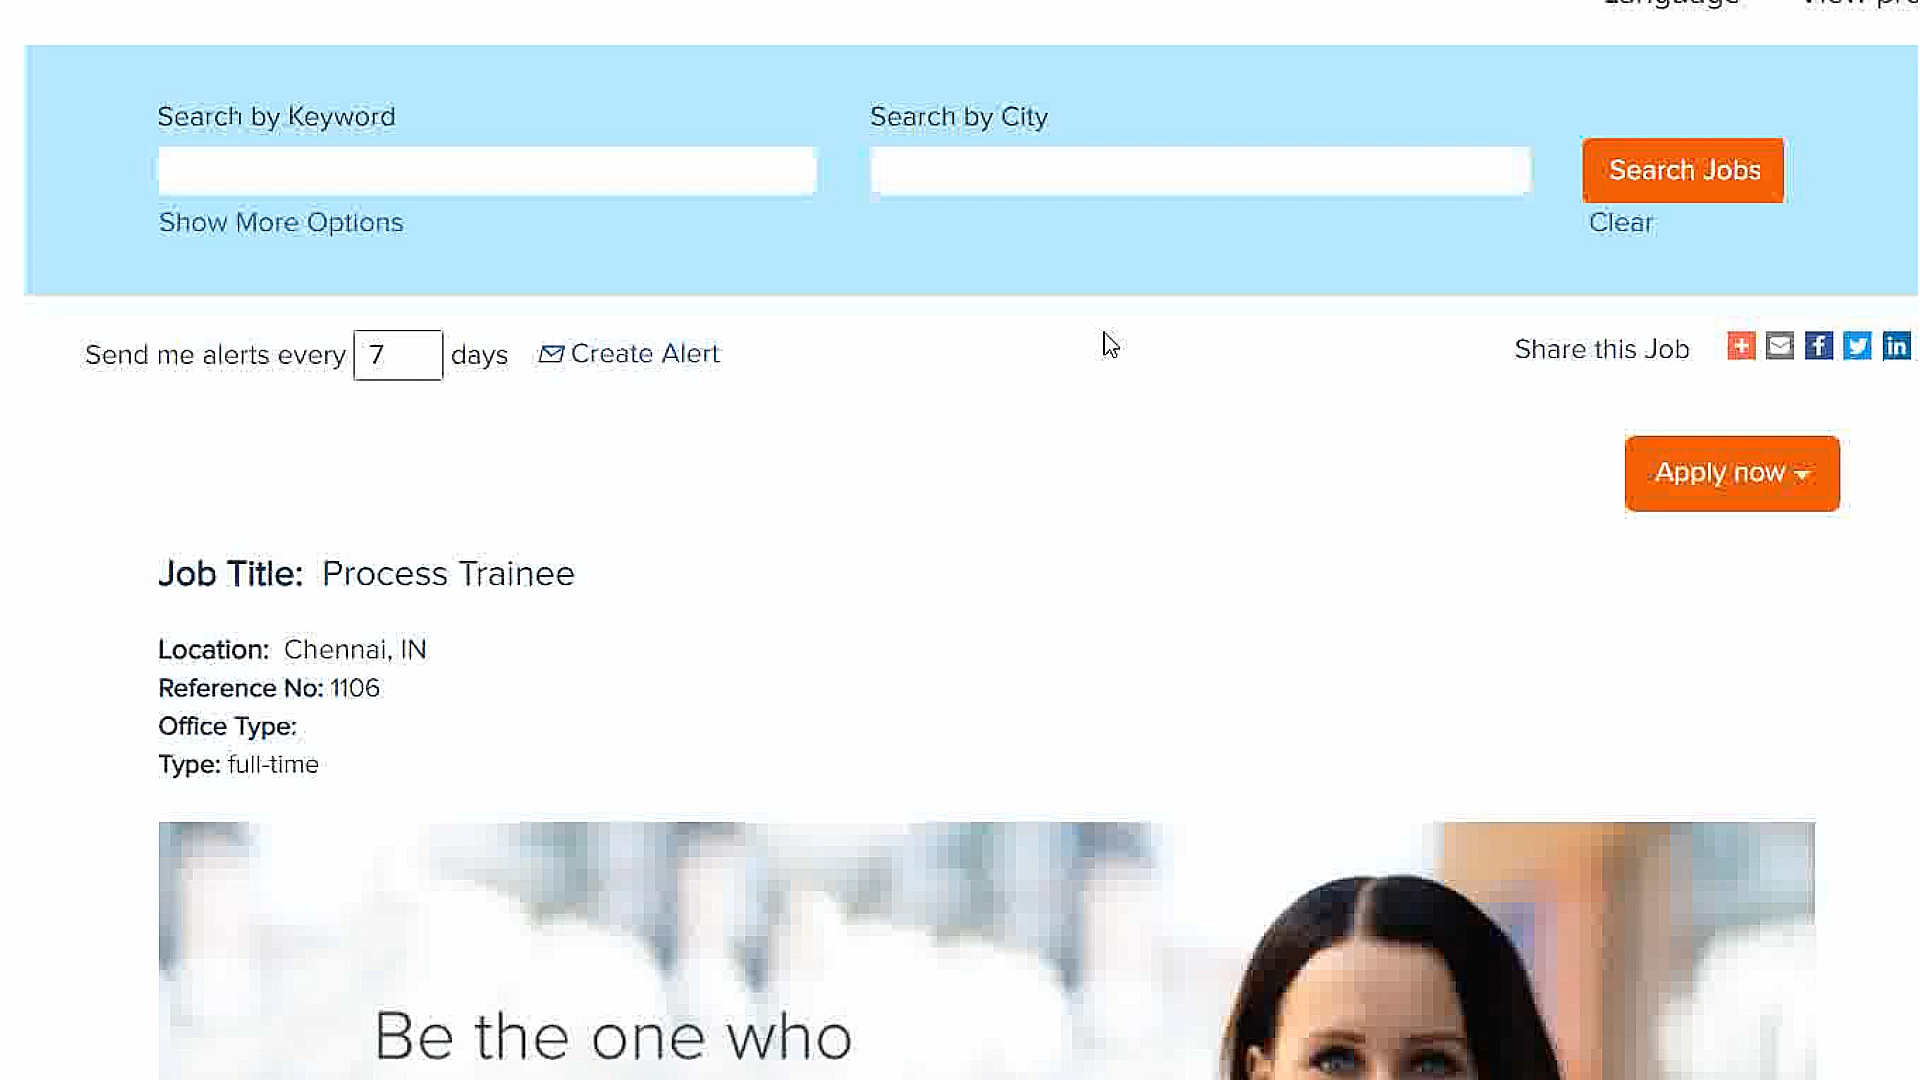 Language
Search by Keyword
Search by City
Search Jobs
Show More Options
Clear
Send me alerts every 7 days Create Alert
Share this Job
Apply now
Job Title: Process Trainee
Location: Chennai, IN
Reference No: 1106
Office Type:
Type: full-time
Be the one who